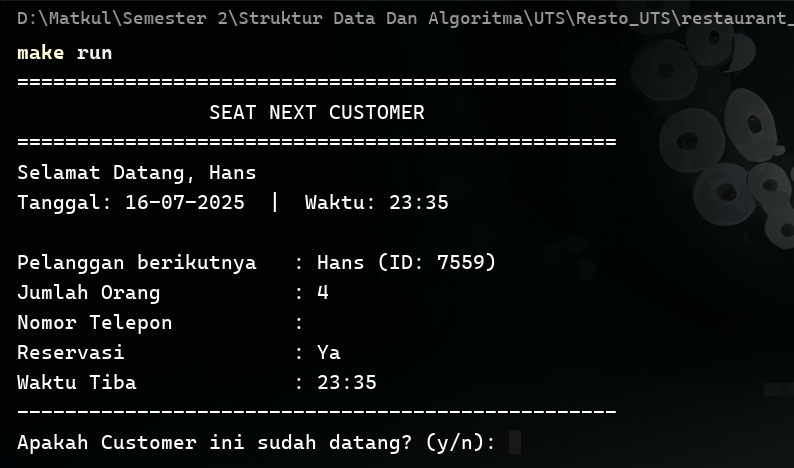 D:\Matkul\Semester 2\Struktur Data Dan Algoritma\UTS\Resto_UTS\restaurant_
make run
==================================================
SEAT NEXT CUSTOMER
==================================================
Selamat Datang, Hans
Tanggal: 16-07-2025  |  Waktu: 23:35
Pelanggan berikutnya   : Hans (ID: 7559)
Jumlah Orang           : 4
Nomor Telepon          :
Reservasi              : Ya
Waktu Tiba             : 23:35
--------------------------------------------------
Apakah Customer ini sudah datang? (y/n):